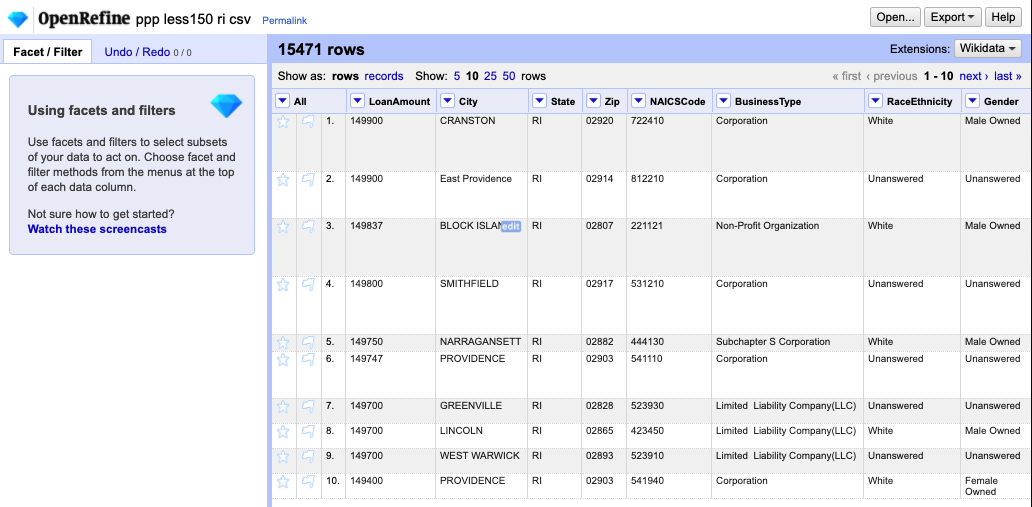 OpenRefine ppp less150 ri csv Permalink Open... Export Help
Facet / Filter Undo / Redo 0 / 0
15471 rows Extensions: Wikidata
Show as: rows records Show: 5 10 25 50 rows « first ‹ previous 1 - 10 next › last »
Using facets and filters
Use facets and filters to select subsets
of your data to act on. Choose facet and
filter methods from the menus at the top
of each data column.
Not sure how to get started?
Watch these screencasts
All LoanAmount City State Zip NAICSCode BusinessType RaceEthnicity Gender
1. 149900 CRANSTON RI 02920 722410 Corporation White Male Owned
2. 149900 East Providence RI 02914 812210 Corporation Unanswered Unanswered
3. 149837 BLOCK ISLAN edit RI 02807 221121 Non-Profit Organization White Male Owned
4. 149800 SMITHFIELD RI 02917 531210 Corporation Unanswered Unanswered
5. 149750 NARRAGANSETT RI 02882 444130 Subchapter S Corporation White Male Owned
6. 149747 PROVIDENCE RI 02903 541110 Corporation Unanswered Unanswered
7. 149700 GREENVILLE RI 02828 523930 Limited Liability Company(LLC) Unanswered Unanswered
8. 149700 LINCOLN RI 02865 423450 Limited Liability Company(LLC) White Male Owned
9. 149700 WEST WARWICK RI 02893 523910 Limited Liability Company(LLC) Unanswered Unanswered
10. 149400 PROVIDENCE RI 02903 541940 Corporation White Female
Owned